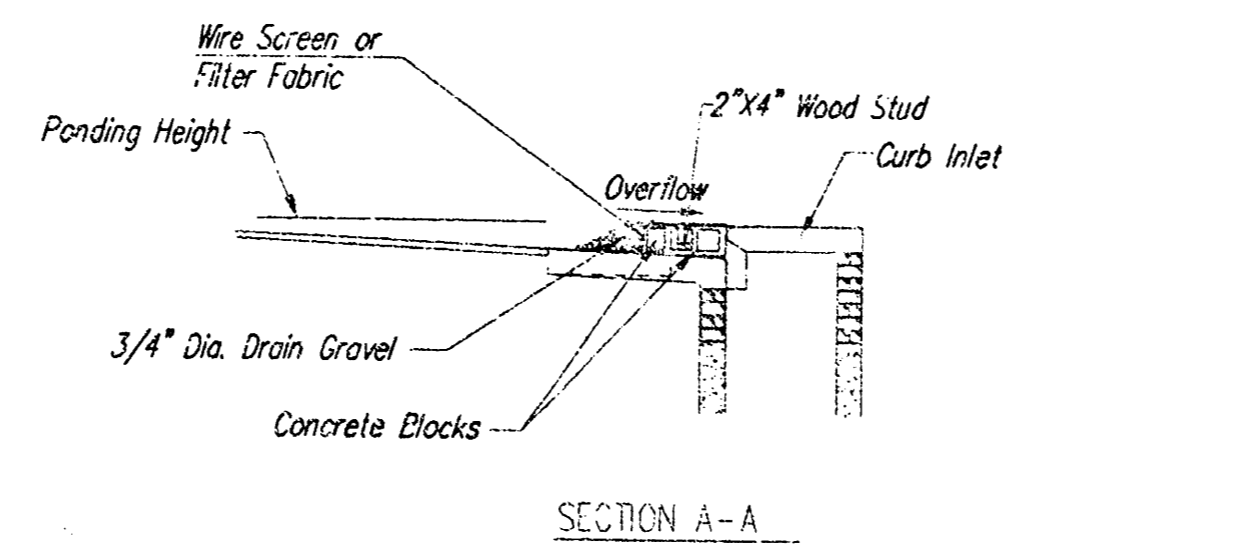 Wire Screen or
Filter Fabric
Ponding Height
2"X4" Wood Stud
Curb Inlet
Overflow
3/4" Dia. Drain Gravel
Concrete Blocks
SECTION A-A